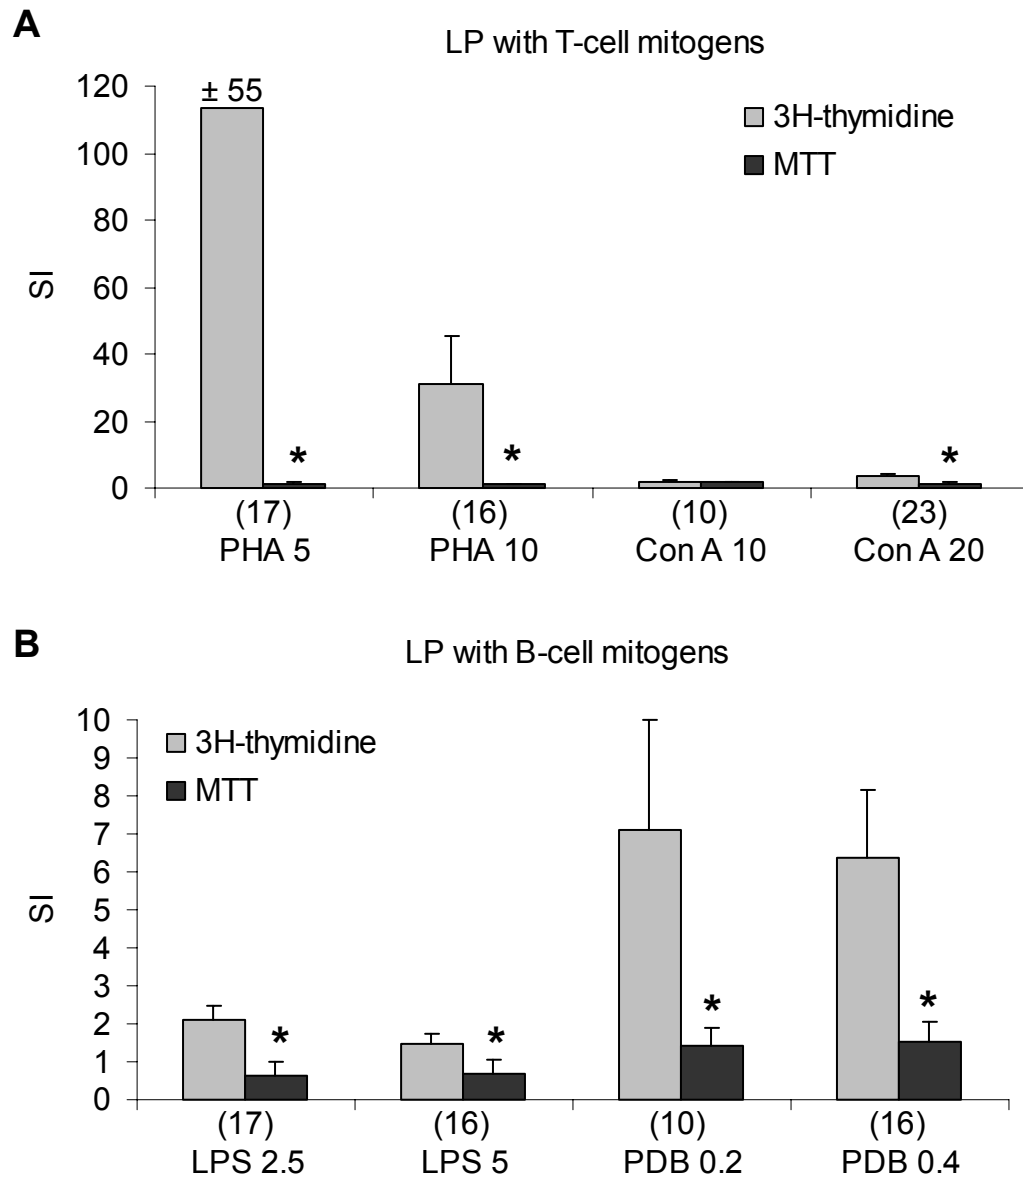 A
LP with T-cell mitogens
± 55
3H-thymidine
MTT
120
100
80
60
40
20
0
SI
*
*
*
(17)
(16)
(10)
(23)
PHA 5
PHA 10
Con A 10
Con A 20
B
LP with B-cell mitogens
3H-thymidine
MTT
10
9
8
7
6
5
4
3
2
1
0
SI
*
*
*
*
(17)
(16)
(10)
(16)
LPS 2.5
LPS 5
PDB 0.2
PDB 0.4